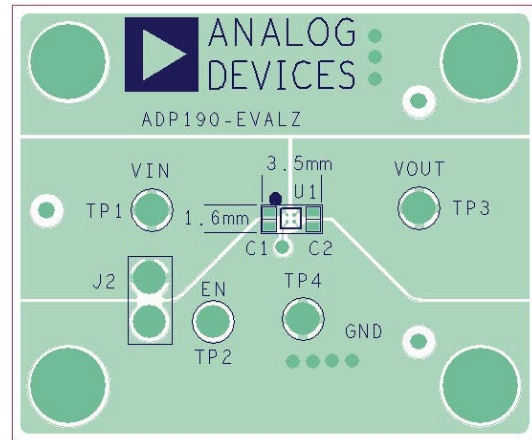 ANALOG
DEVICES
ADP190-EVALZ
VIN
3.5mm
VOUT
TP1
1.6mm
U1
TP3
C1
C2
J2
EN
TP4
TP2
GND